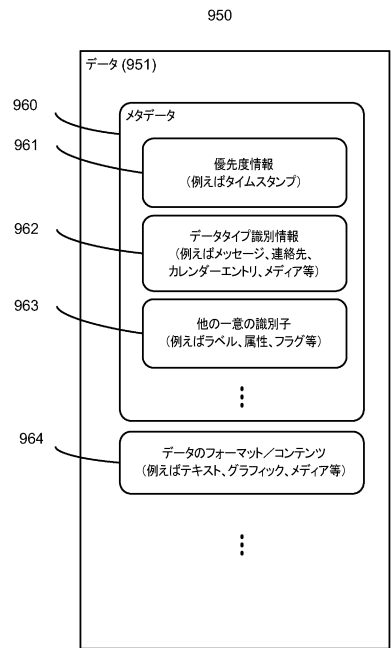 950
データ (951)
960
メタデータ
961
優先度情報
(例えばタイムスタンプ)
962
データタイプ識別情報
(例えばメッセージ、連絡先、
カレンダーエントリ、メディア等)
963
他の一意の識別子
(例えばラベル、属性、フラグ等)
964
データのフォーマット／コンテンツ
(例えばテキスト、グラフィック、メディア等)